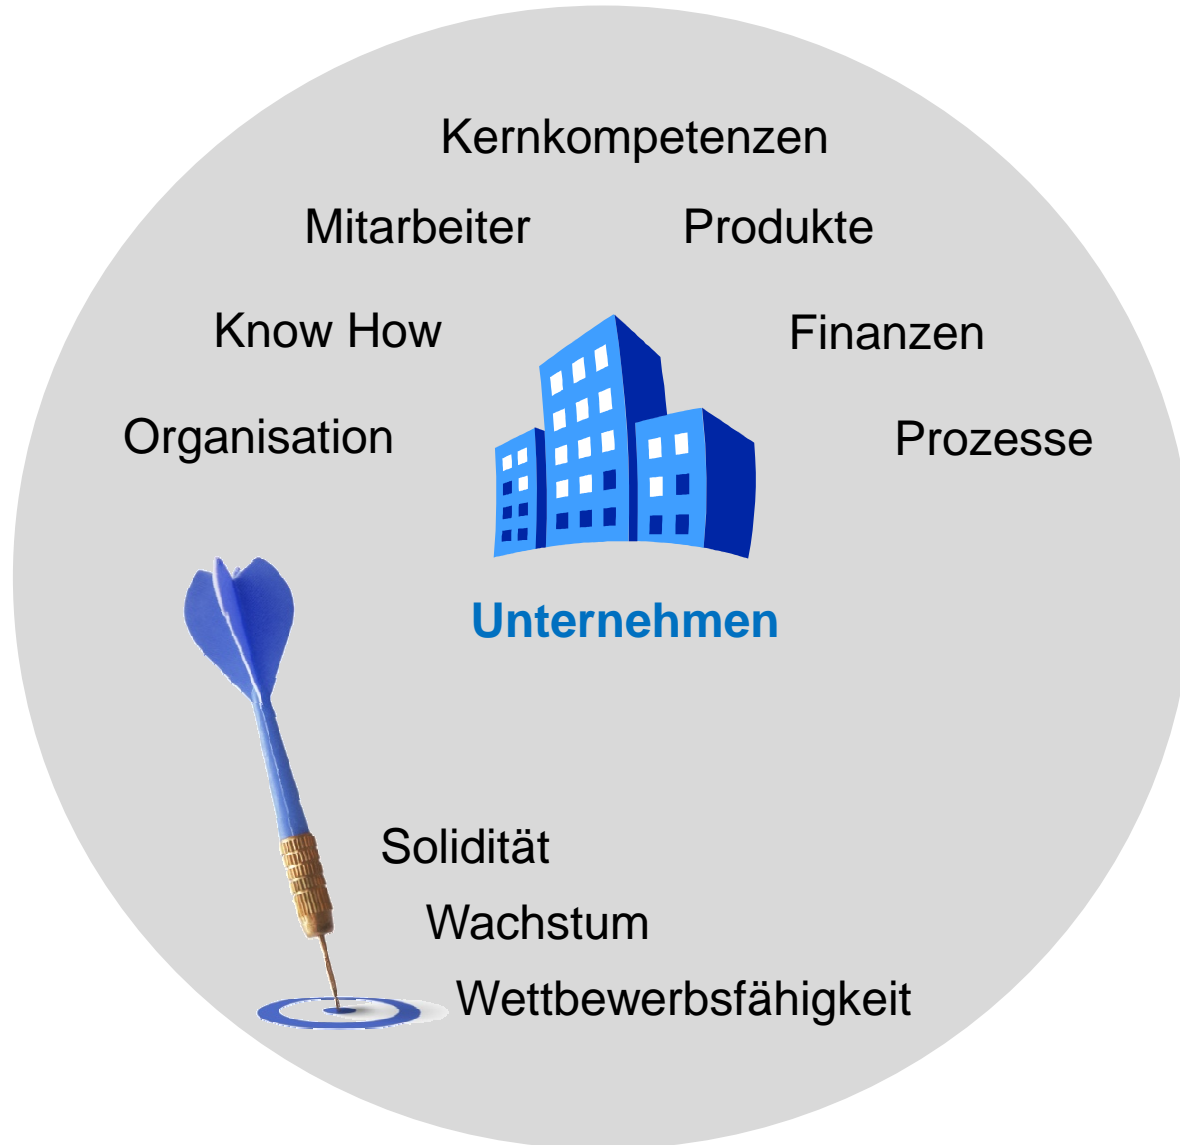 Kernkompetenzen
Mitarbeiter Produkte
Know How Finanzen
Organisation Prozesse
Unternehmen
Solidität
Wachstum
Wettbewerbsfähigkeit